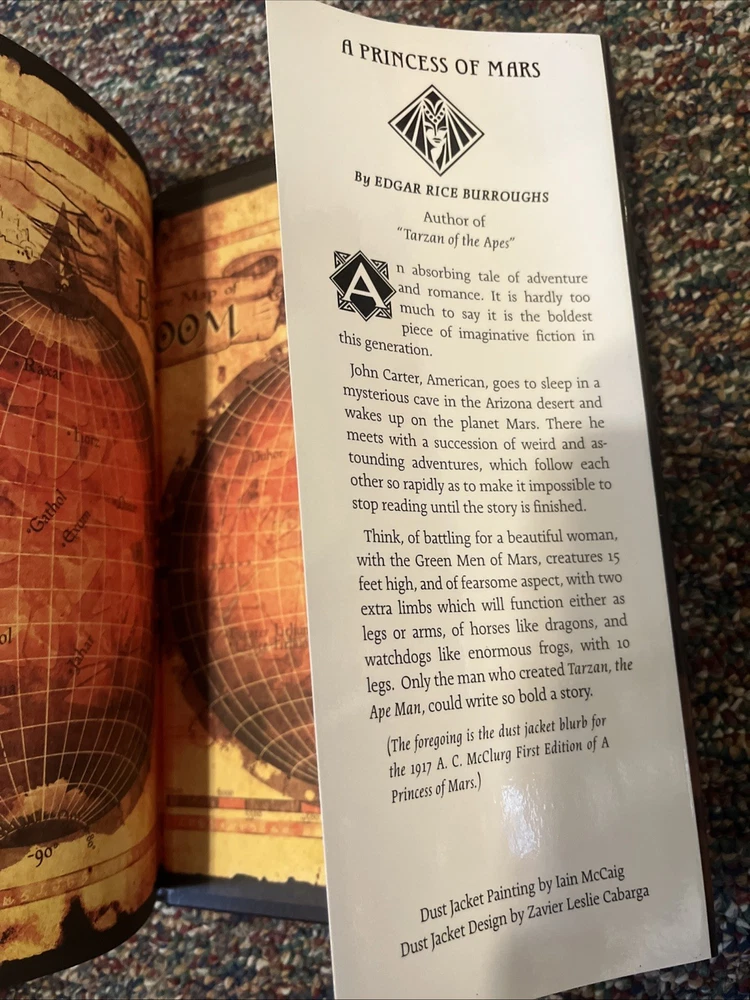 A PRINCESS OF MARS
By EDGAR RICE BURROUGHS
Author of
"Tarzan of the Apes"
An absorbing tale of adventure
and romance. It is hardly too
much to say it is the boldest
piece of imaginative fiction in
this generation.
John Carter, American, goes to sleep in a
mysterious cave in the Arizona desert and
wakes up on the planet Mars. There he
meets with a succession of weird and as-
tounding adventures, which follow each
other so rapidly as to make it impossible to
stop reading until the story is finished.
Think, of battling for a beautiful woman,
with the Green Men of Mars, creatures 15
feet high, and of fearsome aspect, with two
extra limbs which will function either as
legs or arms, of horses like dragons, and
watchdogs like enormous frogs, with 10
legs. Only the man who created Tarzan, the
Ape Man, could write so bold a story.
(The foregoing is the dust jacket blurb for
the 1917 A. C. McClurg First Edition of A
Princess of Mars.)
Dust Jacket Painting by Iain McCaig
Dust Jacket Design by Zavier Leslie Cabarga
Map of
OOM
Raxar
Gathol
Exum
Jahar
-90°